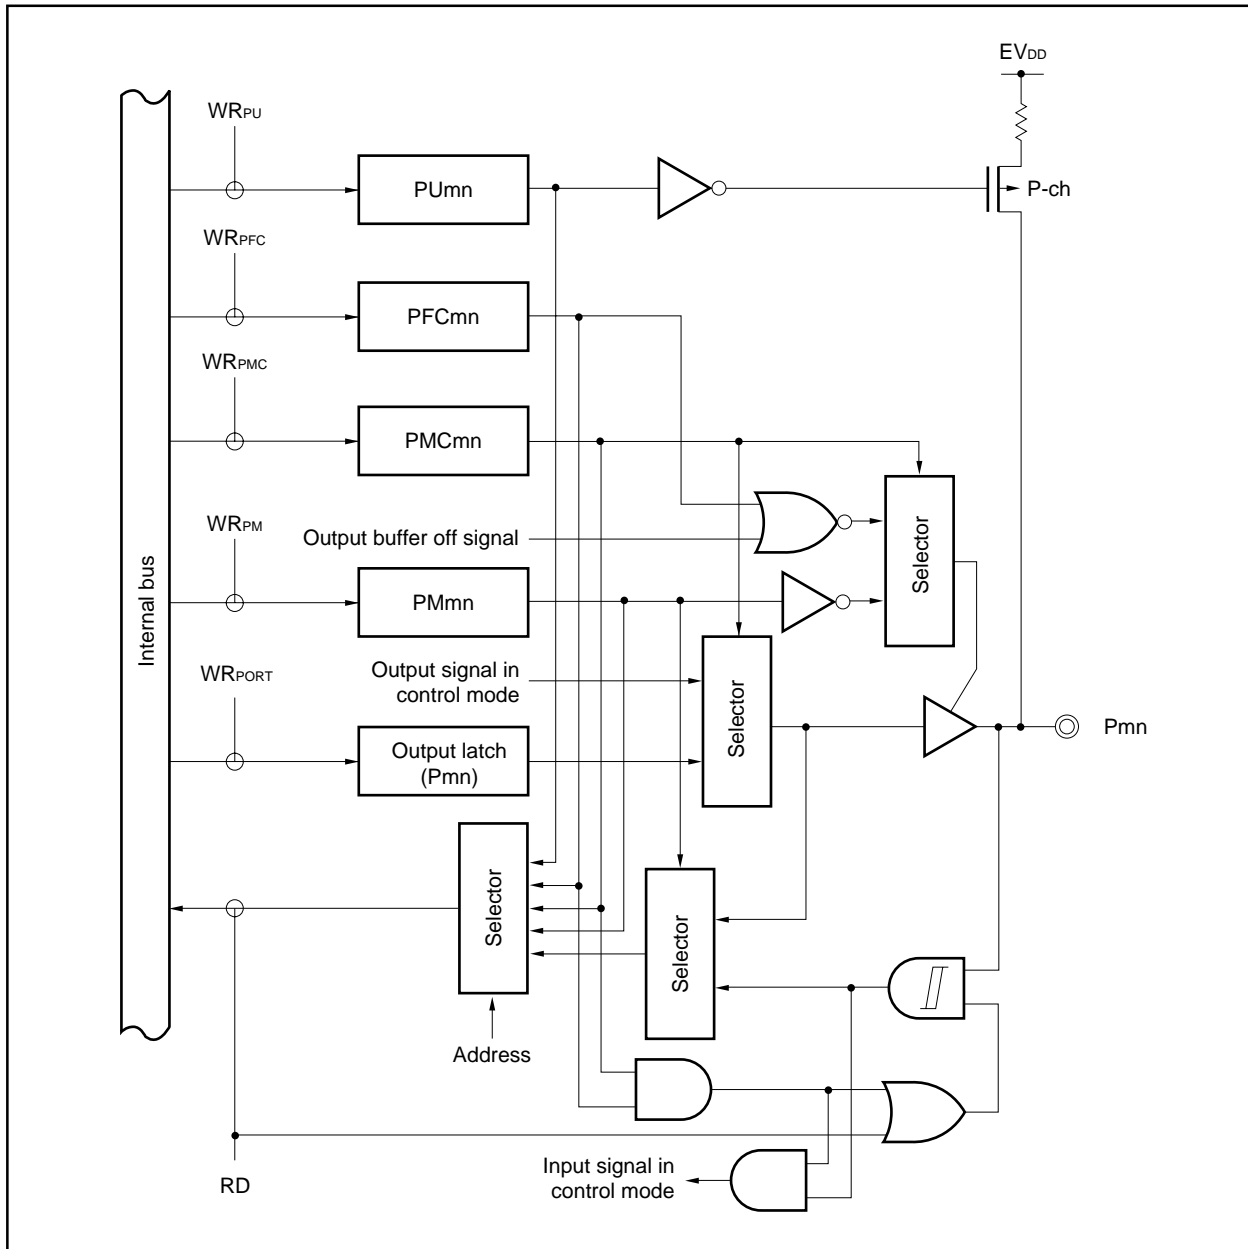 EVDD
WRPU
PUmn
P-ch
WRPFC
PFCmn
WRPMC
PMCmn
WRPM
Output buffer off signal
Selector
Internal bus
PMmn
Output signal in
control mode
Selector
WRPORT
Output latch
(Pmn)
Pmn
Selector
Selector
Address
Input signal in
control mode
RD